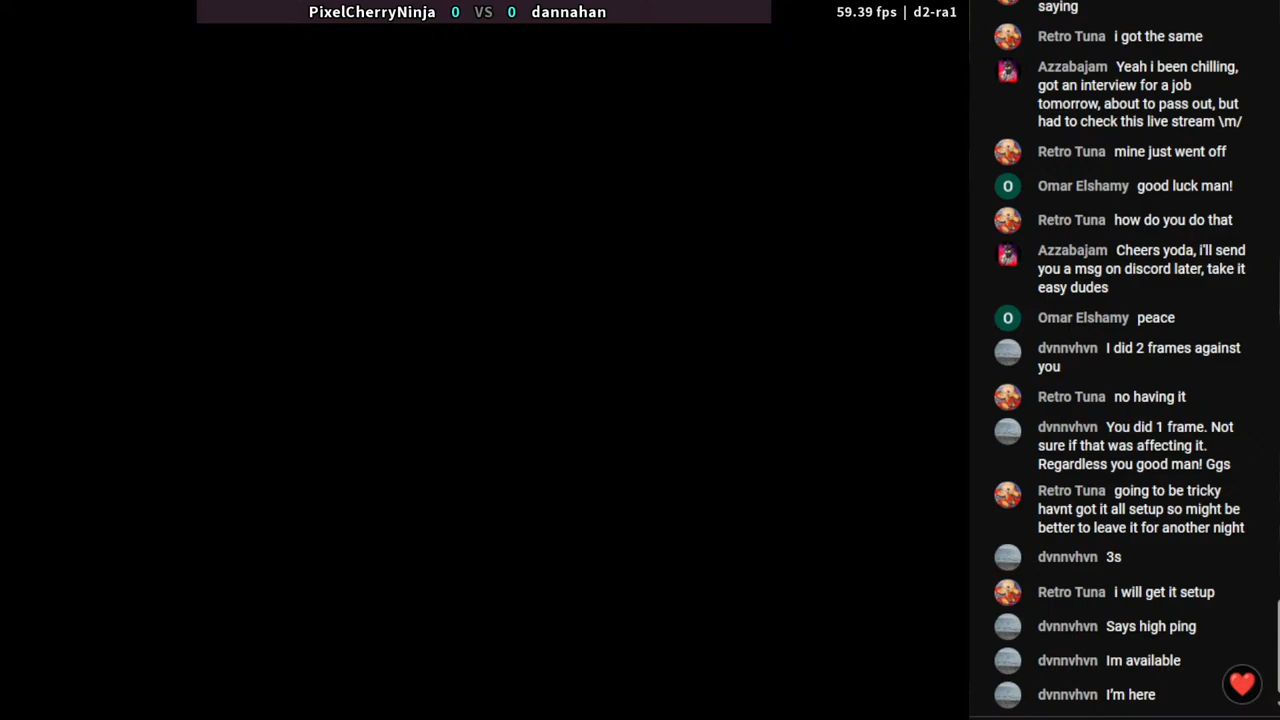 PixelCherryNinja 0 VS 0 dannahan
59.39 fps | d2-ra1
saying
Retro Tuna i got the same
Azzabajam Yeah i been chilling,
got an interview for a job
tomorrow, about to pass out, but
had to check this live stream \m/
Retro Tuna mine just went off
O Omar Elshamy good luck man!
Retro Tuna how do you do that
Azzabajam Cheers yoda, i'll send
you a msg on discord later, take it
easy dudes
O Omar Elshamy peace
dvnnvhvn I did 2 frames against
you
Retro Tuna no having it
dvnnvhvn You did 1 frame. Not
sure if that was affecting it.
Regardless you good man! Ggs
Retro Tuna going to be tricky
havnt got it all setup so might be
better to leave it for another night
dvnnvhvn 3s
Retro Tuna i will get it setup
dvnnvhvn Says high ping
dvnnvhvn Im available
dvnnvhvn I'm here